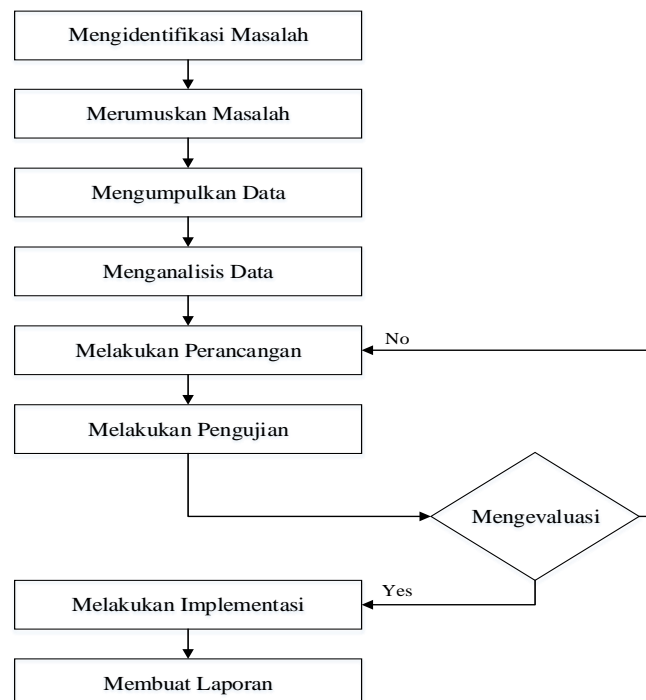 Mengidentifikasi Masalah
Merumuskan Masalah
Mengumpulkan Data
Menganalisis Data
Melakukan Perancangan
No
Melakukan Pengujian
Mengevaluasi
Melakukan Implementasi
Yes
Membuat Laporan